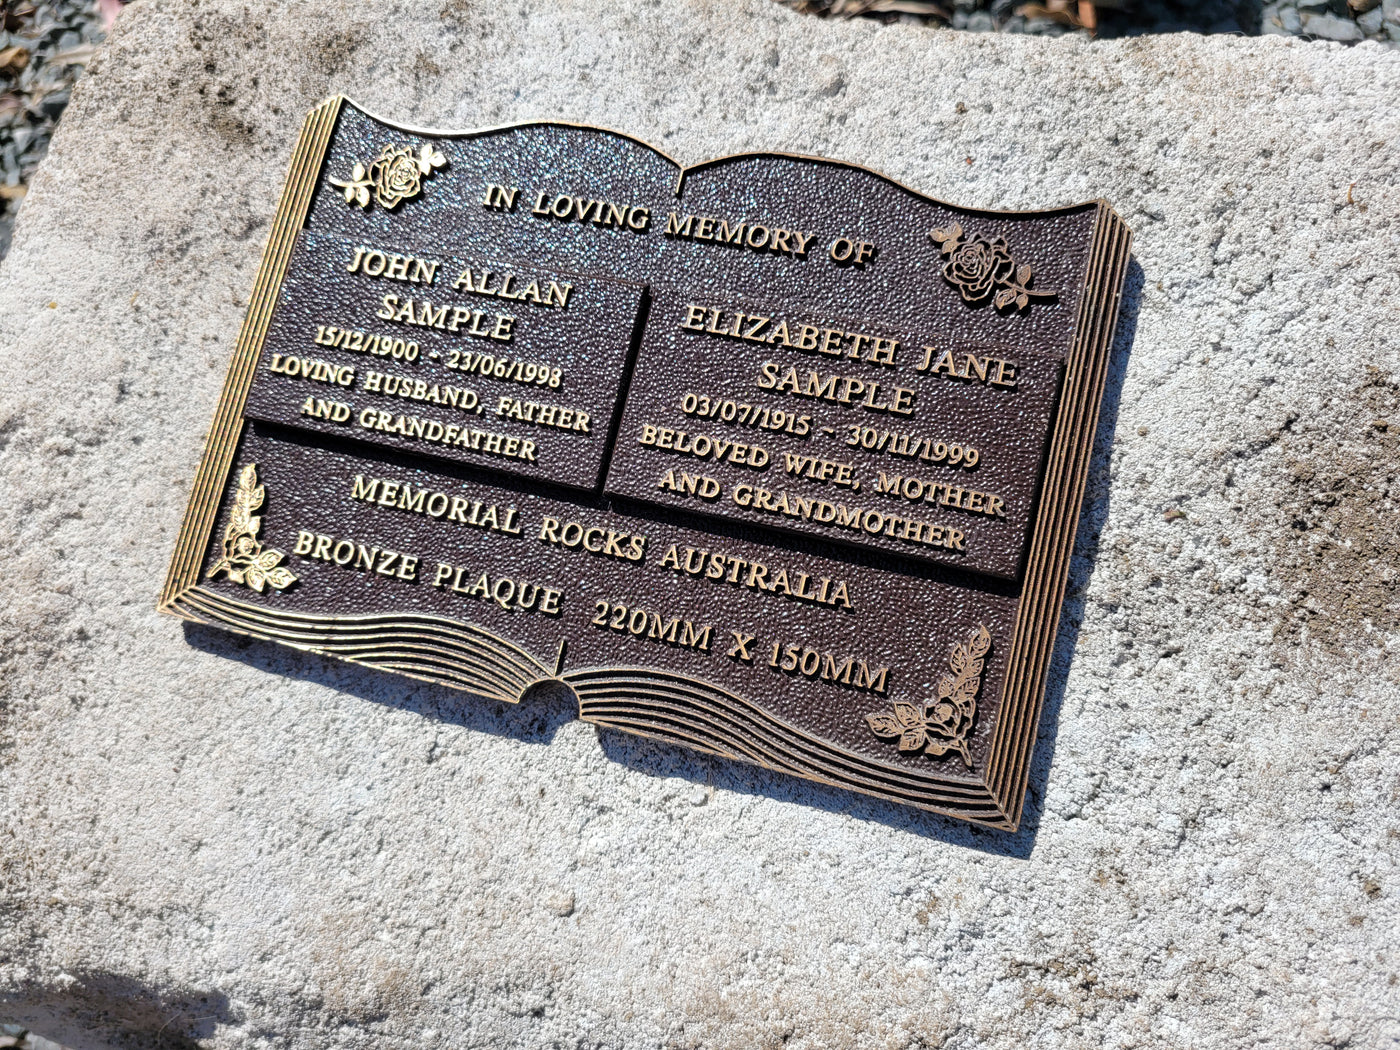 IN LOVING MEMORY OF
JOHN ALLAN
SAMPLE
15/12/1900 ~ 23/06/1998
LOVING HUSBAND, FATHER
AND GRANDFATHER
ELIZABETH JANE
SAMPLE
03/07/1915 ~ 30/11/1999
BELOVED WIFE, MOTHER
AND GRANDMOTHER
MEMORIAL ROCKS AUSTRALIA
BRONZE PLAQUE 220MM X 150MM